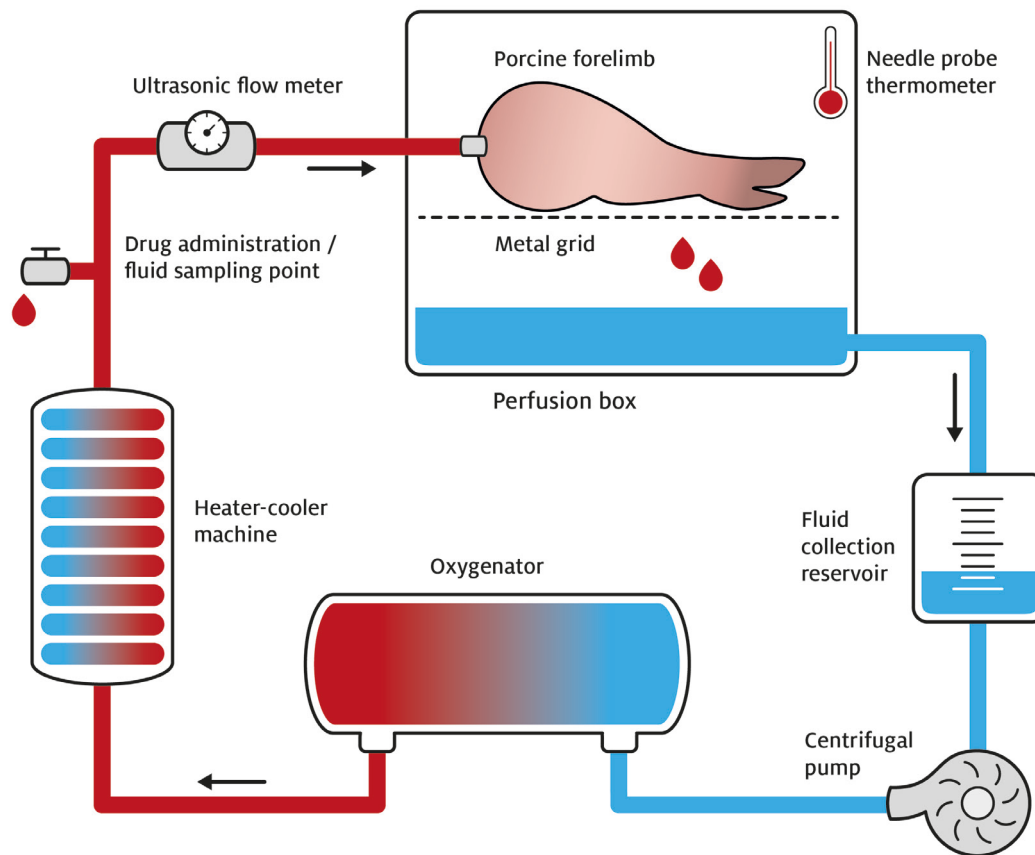 Ultrasonic flow meter
Porcine forelimb
Needle probe
thermometer
Drug administration /
fluid sampling point
Metal grid
Perfusion box
Heater-cooler
machine
Oxygenator
Fluid
collection
reservoir
Centrifugal
pump